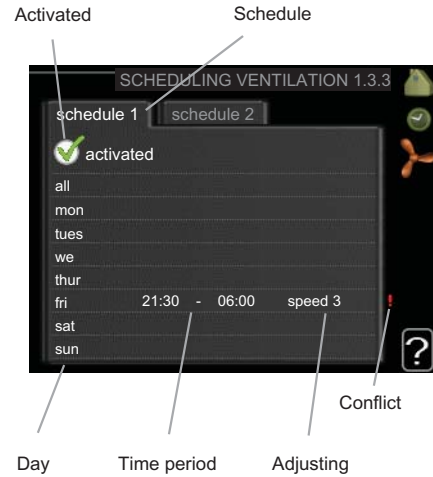 Activated Schedule
SCHEDULING VENTILATION 1.3.3
schedule 1 schedule 2
activated
all
mon
tues
we
thur
fri 21:30 - 06:00 speed 3 !
sat
sun
?
Conflict
Day Time period Adjusting